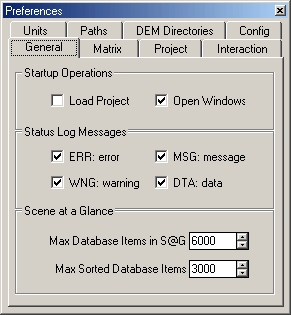 Preferences
Units Paths DEM Directories Config
General Matrix Project Interaction
Startup Operations
Load Project Open Windows
Status Log Messages
ERR: error MSG: message
WNG: warning DTA: data
Scene at a Glance
Max Database Items in S@G 6000
Max Sorted Database Items 3000